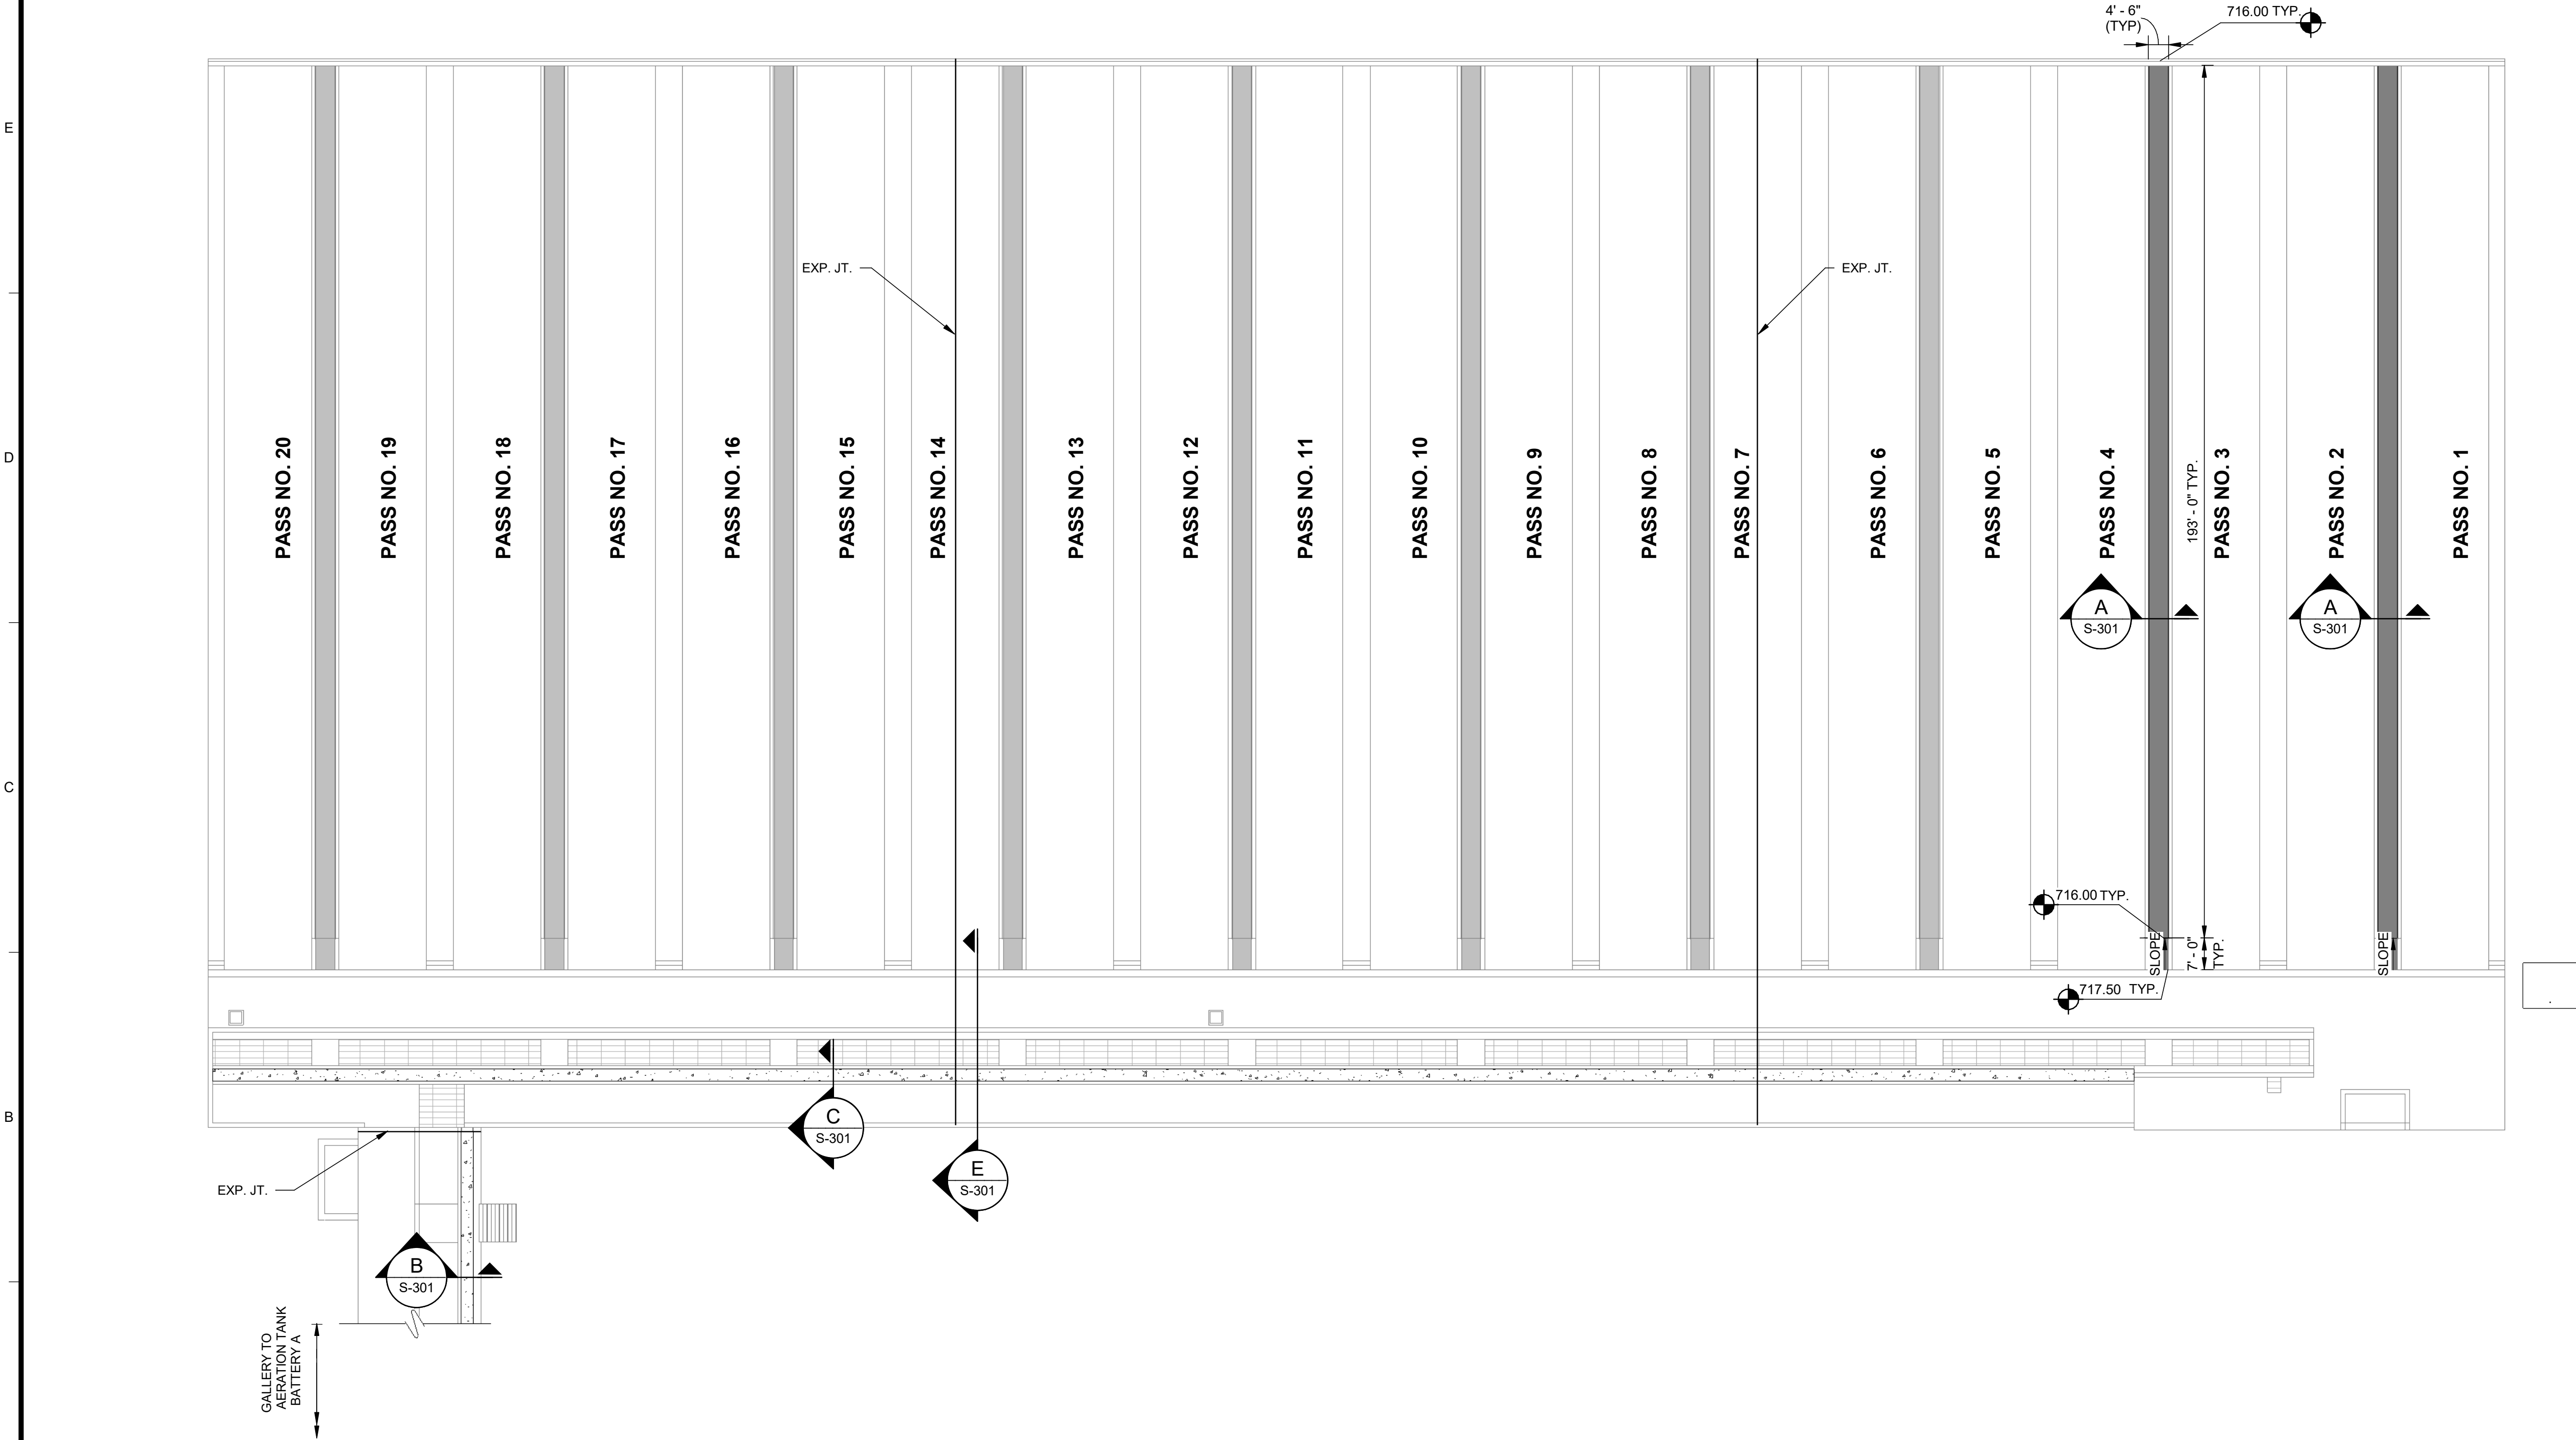 4' - 6"
(TYP)
716.00 TYP.
E
EXP. JT.
EXP. JT.
D
PASS NO. 20
PASS NO. 19
PASS NO. 18
PASS NO. 17
PASS NO. 16
PASS NO. 15
PASS NO. 14
PASS NO. 13
PASS NO. 12
PASS NO. 11
PASS NO. 10
PASS NO. 9
PASS NO. 8
PASS NO. 7
PASS NO. 6
PASS NO. 5
PASS NO. 4
193' - 0" TYP.
PASS NO. 3
PASS NO. 2
PASS NO. 1
A
S-301
A
S-301
C
716.00 TYP.
SLOPE
7' - 0"
TYP.
SLOPE
717.50 TYP.
B
C
S-301
E
S-301
EXP. JT.
B
S-301
GALLERY TO
AERATION TANK
BATTERY A